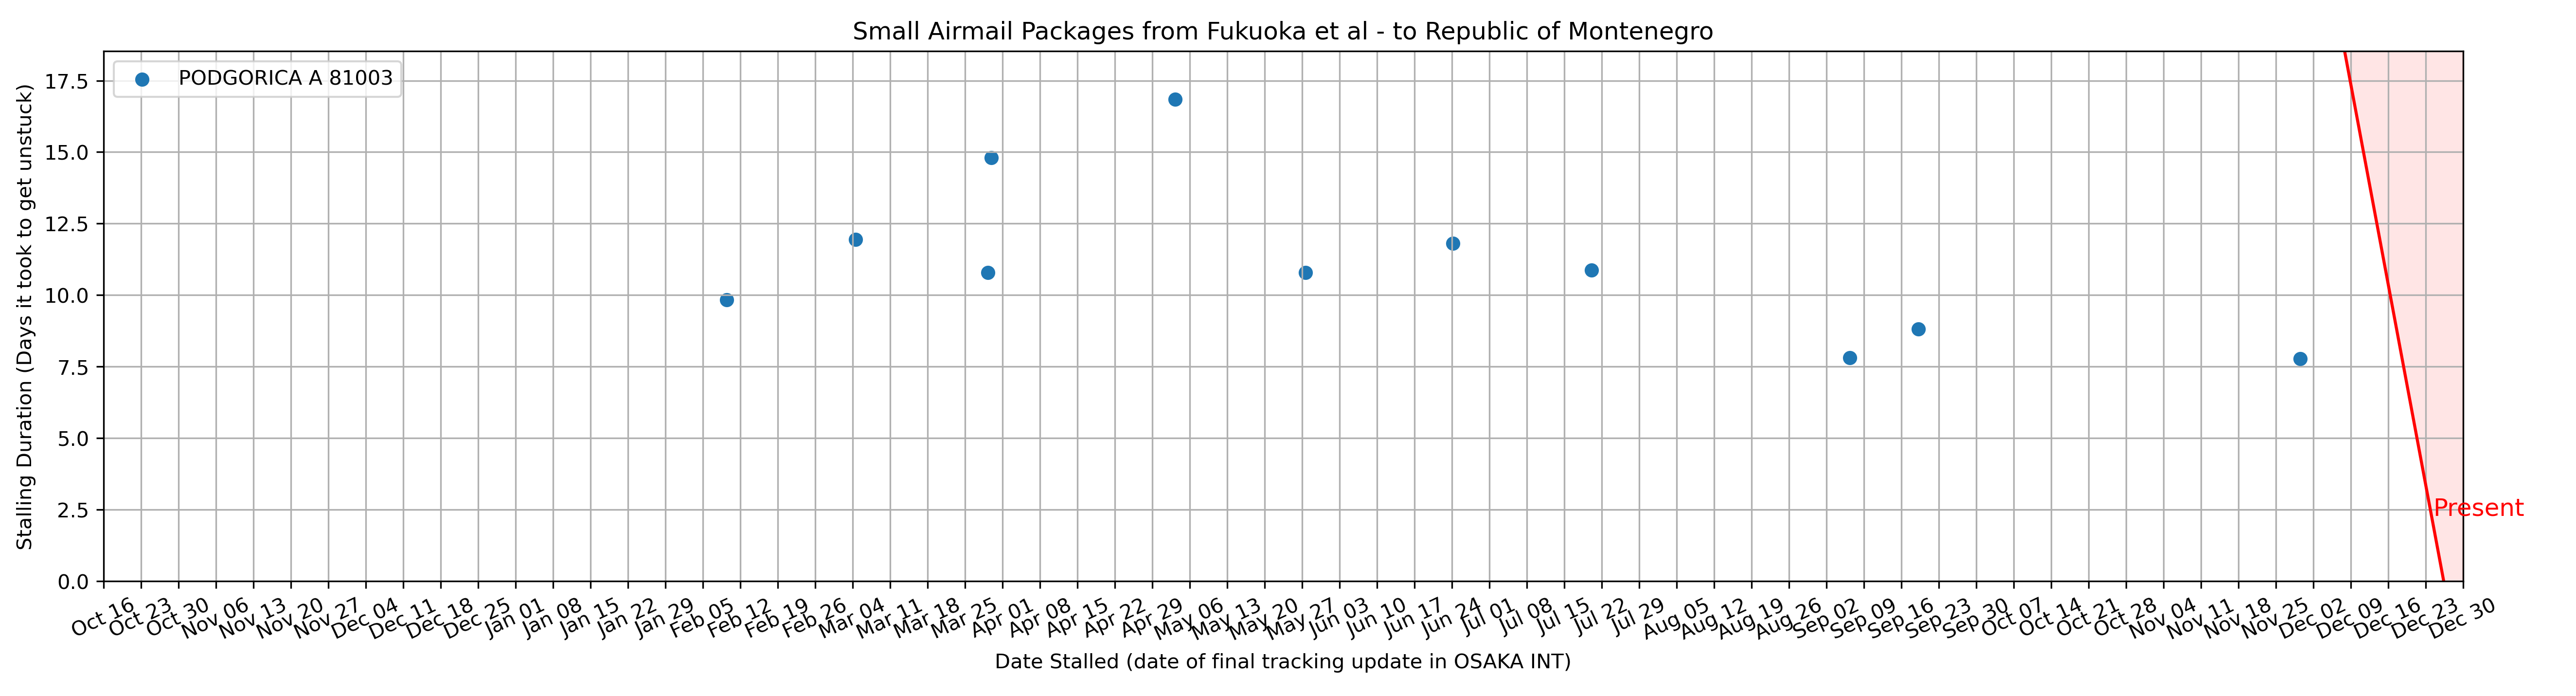 Small Airmail Packages from Fukuoka et al - to Republic of Montenegro
PODGORICA A 81003
Stalling Duration (Days it took to get unstuck)
17.5
15.0
12.5
10.0
7.5
5.0
2.5
0.0
Present
Oct 16
Oct 23
Oct 30
Nov 06
Nov 13
Nov 20
Nov 27
Dec 04
Dec 11
Dec 18
Dec 25
Jan 01
Jan 08
Jan 15
Jan 22
Jan 29
Feb 05
Feb 12
Feb 19
Feb 26
Mar 04
Mar 11
Mar 18
Mar 25
Apr 01
Apr 08
Apr 15
Apr 22
Apr 29
May 06
May 13
May 20
May 27
Jun 03
Jun 10
Jun 17
Jun 24
Jul 01
Jul 08
Jul 15
Jul 22
Jul 29
Aug 05
Aug 12
Aug 19
Aug 26
Sep 02
Sep 09
Sep 16
Sep 23
Sep 30
Oct 07
Oct 14
Oct 21
Oct 28
Nov 04
Nov 11
Nov 18
Nov 25
Dec 02
Dec 09
Dec 16
Dec 23
Dec 30
Date Stalled (date of final tracking update in OSAKA INT)